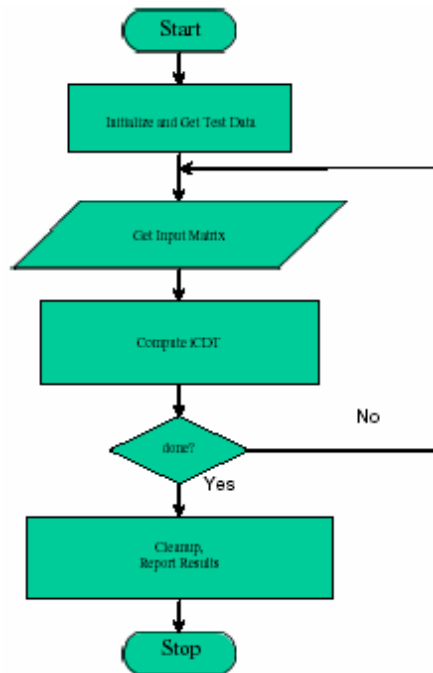 Start
Initialize and Get Test Data
Get Input Matrix
Compute iCDT
No
done?
Yes
Cleanup,
Report Results
Stop